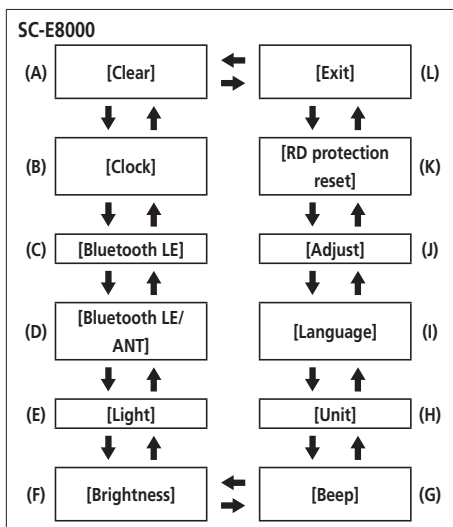 SC-E8000
(A) [Clear] [Exit] (L)
(B) [Clock] [RD protection
reset] (K)
(C) [Bluetooth LE] [Adjust] (J)
(D) [Bluetooth LE/
ANT] [Language] (I)
(E) [Light] [Unit] (H)
(F) [Brightness] [Beep] (G)